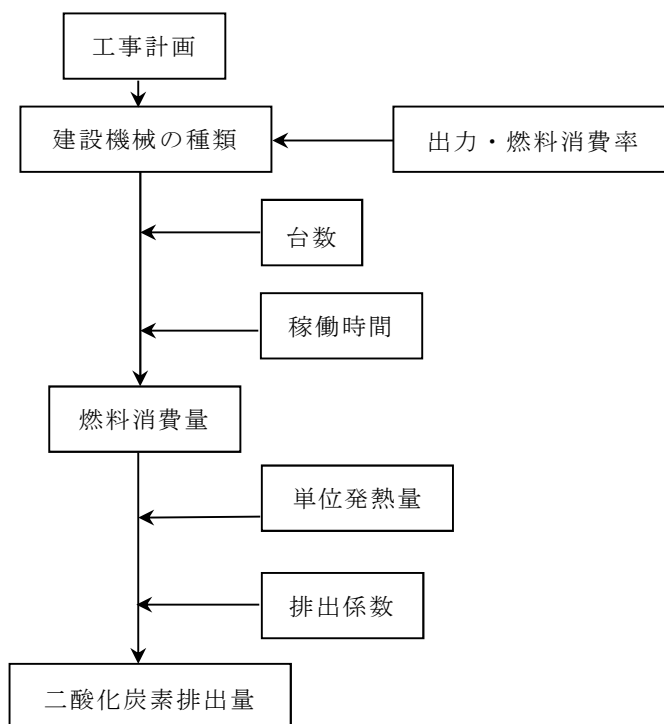 工事計画
建設機械の種類
出力・燃料消費率
台数
稼働時間
燃料消費量
単位発熱量
排出係数
二酸化炭素排出量